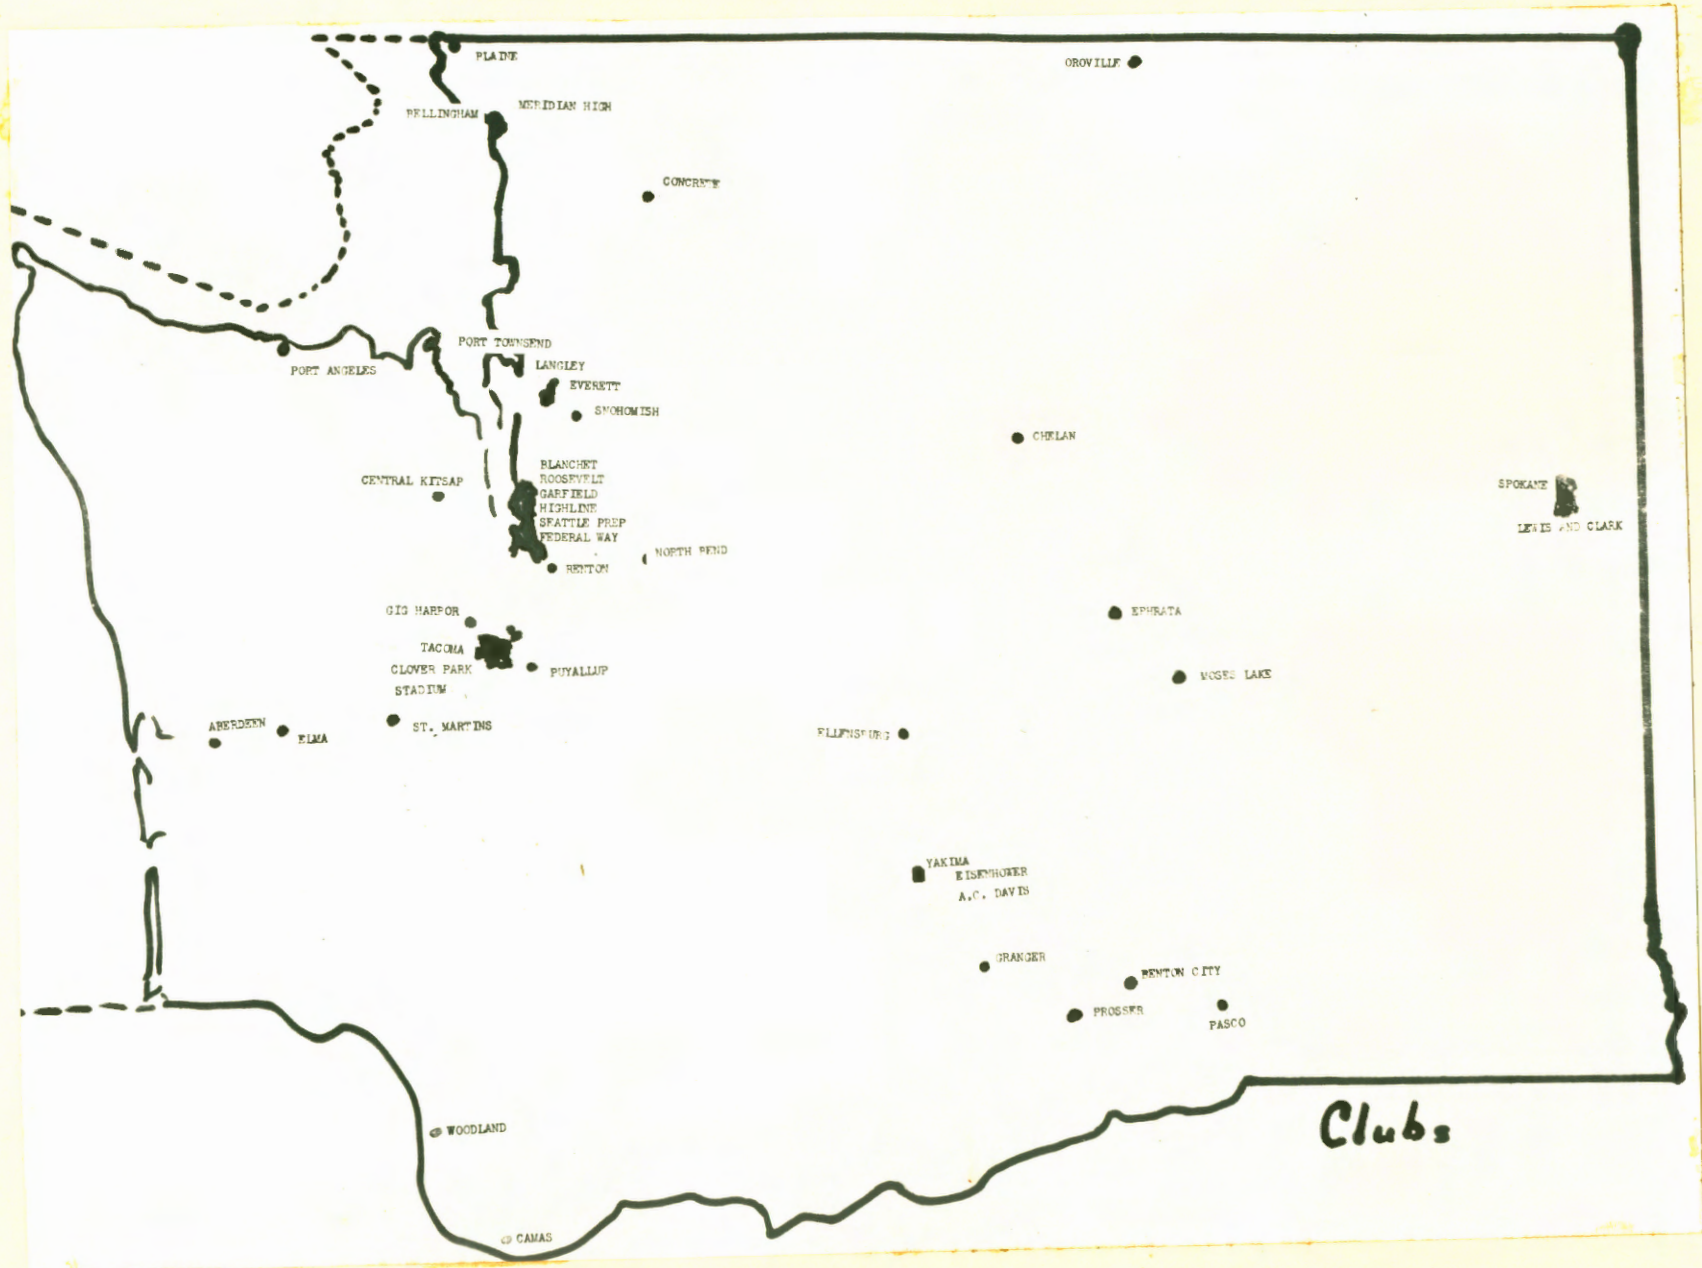 BLAINE
OROVILLE
BELLINGHAM
MERIDIAN HIGH
CONCRETE
PORT TOWNSEND
PORT ANGELES
LANGLEY
EVERETT
SNOHOMISH
CHELAN
CENTRAL KITSAP
BLANCHET
ROOSEVELT
GARFIELD
HIGHLINE
SEATTLE PREP
FEDERAL WAY
SPOKANE
LEWIS AND CLARK
NORTH BEND
RENTON
GIG HARBOR
EPHRATA
TACOMA
CLOVER PARK
STADIUM
PUYALLUP
MOSES LAKE
ABERDEEN
ELMA
ST. MARTINS
ELLENSBURG
YAKIMA
EISENHOWER
A.C. DAVIS
GRANGER
BENTON CITY
PROSSER
PASCO
Clubs
WOODLAND
CAMAS